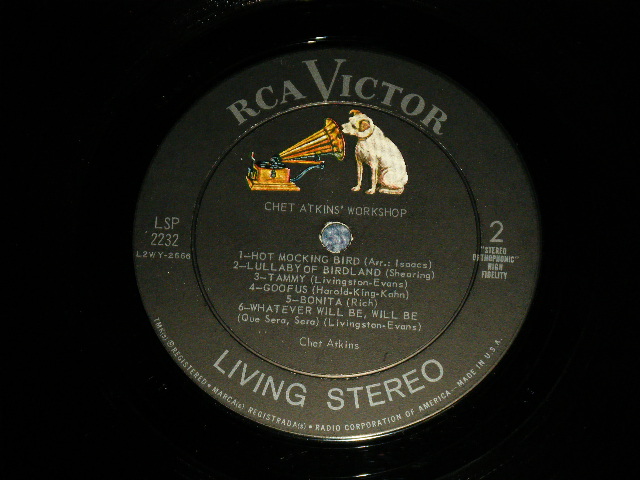 RCA VICTOR
CHET ATKINS' WORKSHOP
LSP
2232
L2WY-2666
2
"STEREO
ORTHOPHONIC"
HIGH
FIDELITY
1—HOT MOCKING BIRD (Arr.: Isaacs)
2—LULLABY OF BIRDLAND (Shearing)
3—TAMMY (Livingston-Evans)
4—GOOFUS (Harold-King-Kahn)
5—BONITA (Rich)
6—WHATEVER WILL BE, WILL BE
(Que Sera, Sera) (Livingston-Evans)
Chet Atkins
LIVING STEREO
TMK(s) ® REGISTERED • MARCA(s) REGISTRADA(s) • RADIO CORPORATION OF AMERICA—MADE IN U.S.A.